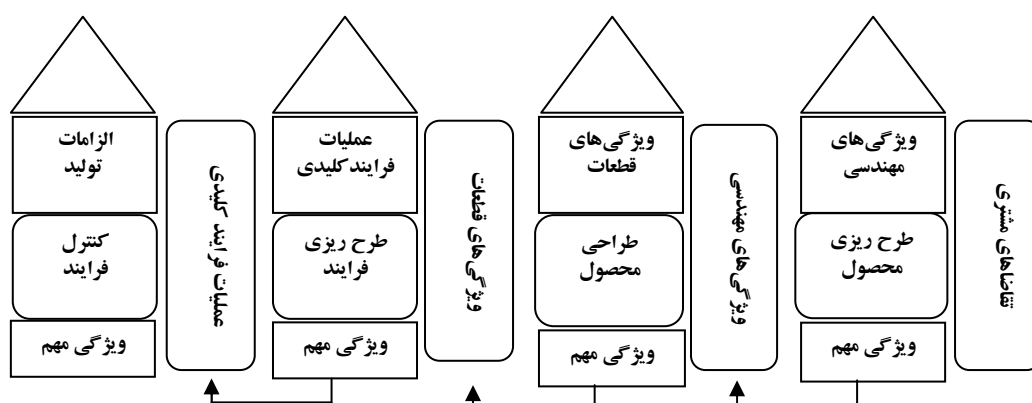 تقاضاهای مشتری
ویژگی‌های
مهندسی
طرح ریزی
محصول
ویژگی مهم
ویژگی‌های مهندسی
ویژگی‌های
قطعات
طراحی
محصول
ویژگی مهم
ویژگی‌های قطعات
عملیات
فرایندکلیدی
طرح ریزی
فرایند
ویژگی مهم
عملیات فرایند کلیدی
الزامات
تولید
کنترل
فرایند
ویژگی مهم